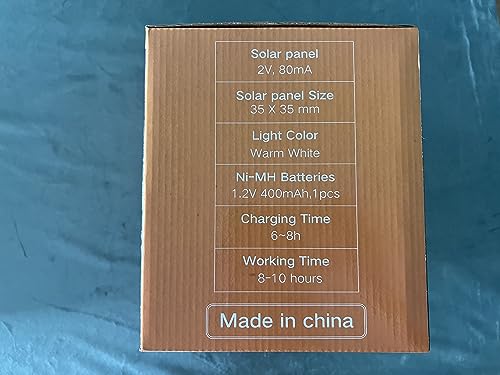 Solar panel
2V, 80mA
Solar panel Size
35 X 35 mm
Light Color
Warm White
Ni-MH Batteries
1.2V 400mAh,1pcs
Charging Time
6~8h
Working Time
8-10 hours
Made in china